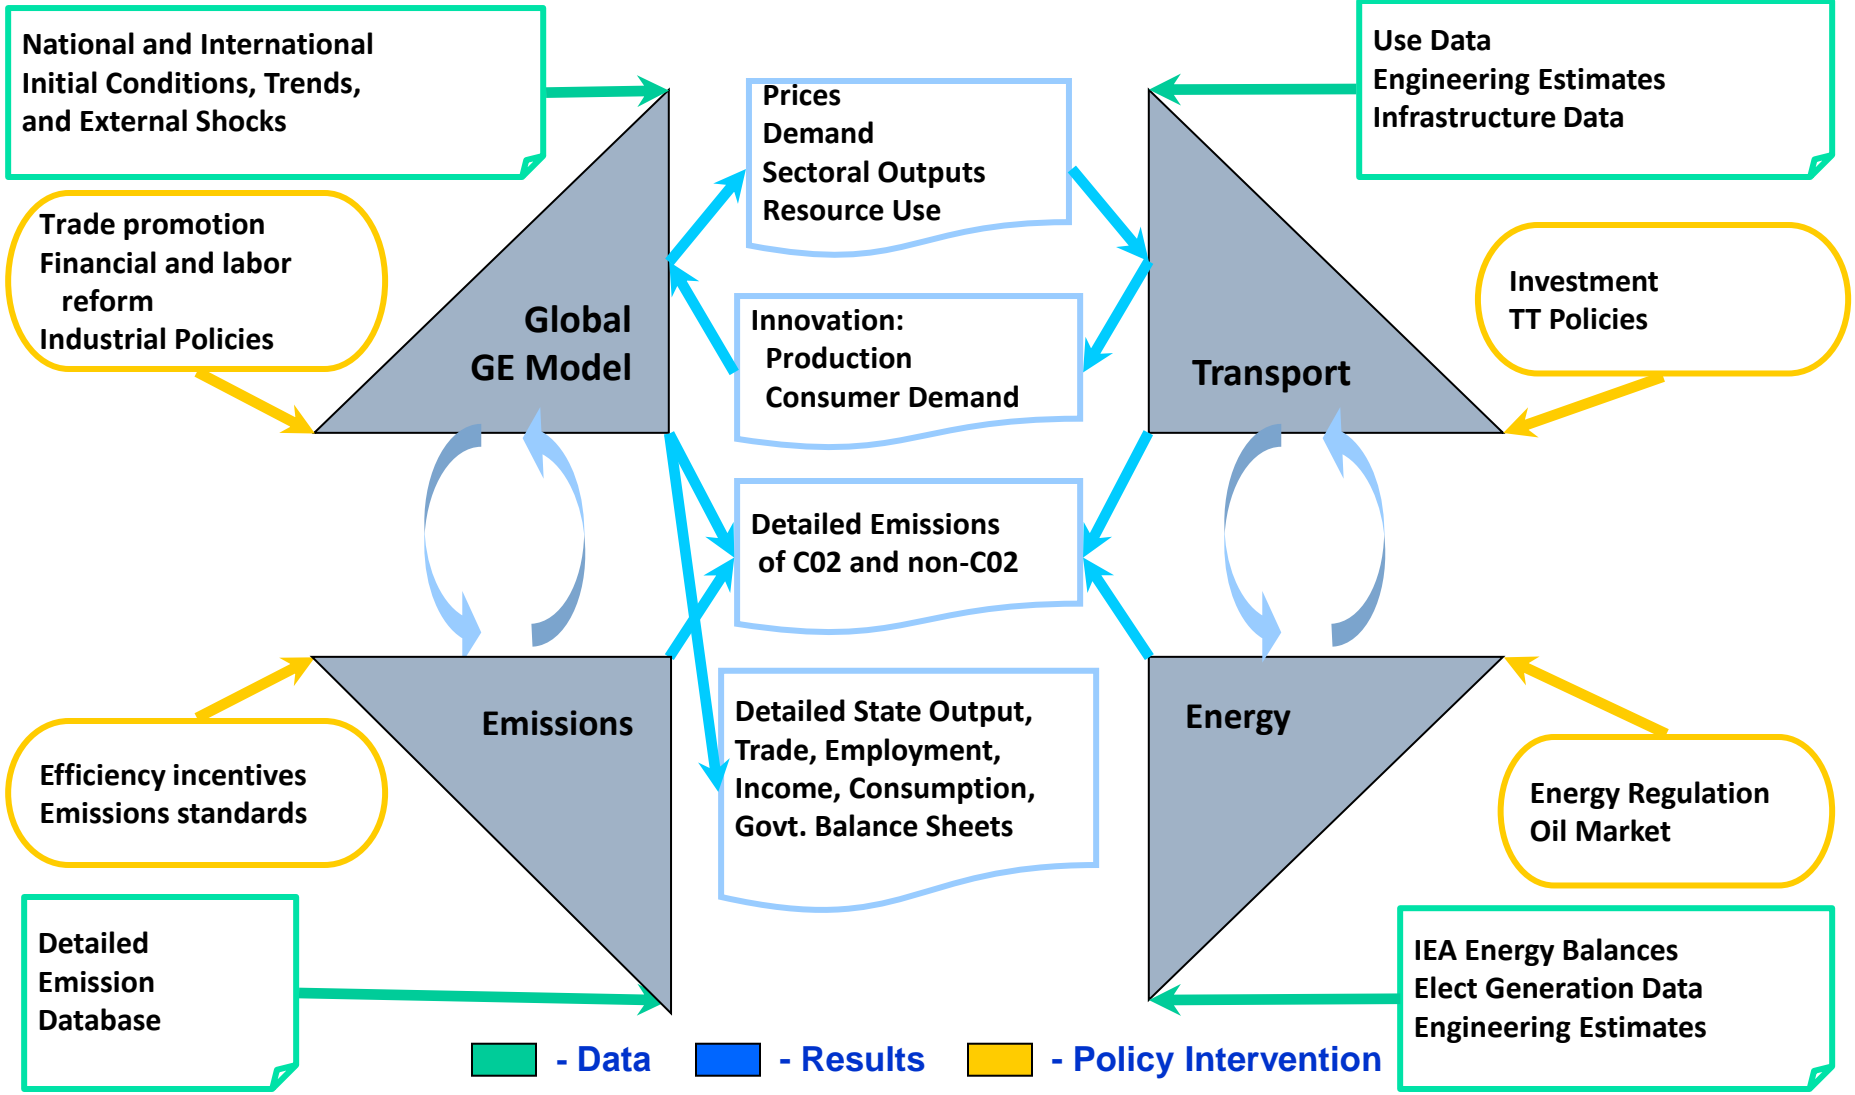 National and International
Initial Conditions, Trends,
and External Shocks
Use Data
Engineering Estimates
Infrastructure Data
Prices
Demand
Sectoral Outputs
Resource Use
Trade promotion
Financial and labor
reform
Industrial Policies
Investment
TT Policies
Global
GE Model
Innovation:
Production
Consumer Demand
Transport
Detailed Emissions
of C02 and non-C02
Emissions
Detailed State Output,
Trade, Employment,
Income, Consumption,
Govt. Balance Sheets
Energy
Efficiency incentives
Emissions standards
Energy Regulation
Oil Market
Detailed
Emission
Database
IEA Energy Balances
Elect Generation Data
Engineering Estimates
- Data
- Results
- Policy Intervention